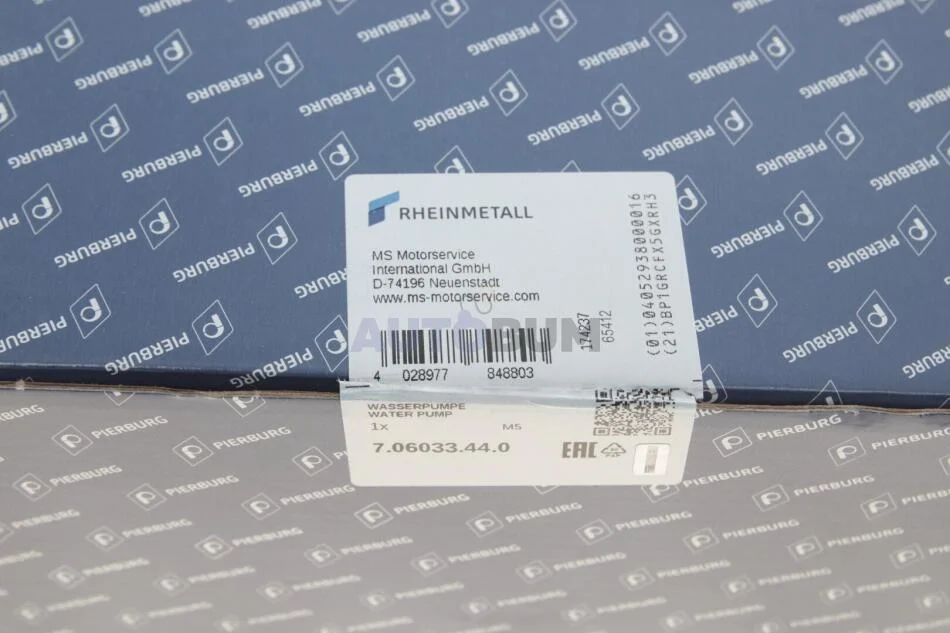 PIERBURG
RHEINMETALL
MS Motorservice
International GmbH
D-74196 Neuenstadt
www.ms-motorservice.com
AUTOBUM
4 028977 848803
174237
65412
(01)04052938000016
(21)BP1GRCFX5GXRH3
WASSERPUMPE
WATER PUMP
1x MS
7.06033.44.0
EAC